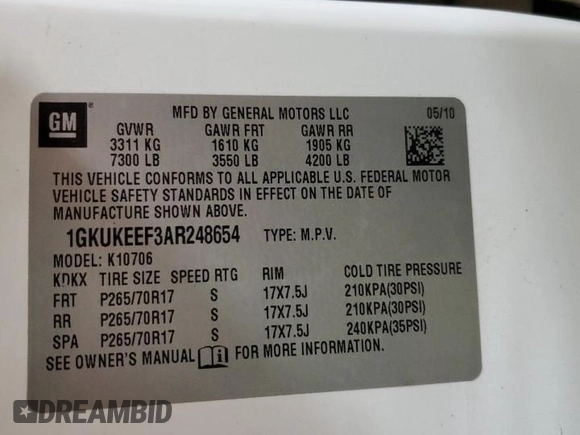 GM
MFD BY GENERAL MOTORS LLC 05/10
GVWR GAWR FRT GAWR RR
3311 KG 1610 KG 1905 KG
7300 LB 3550 LB 4200 LB
THIS VEHICLE CONFORMS TO ALL APPLICABLE U.S. FEDERAL MOTOR
VEHICLE SAFETY STANDARDS IN EFFECT ON THE DATE OF
MANUFACTURE SHOWN ABOVE.
1GKUKEEF3AR248654 TYPE: M.P.V.
MODEL: K10706
KDKX TIRE SIZE SPEED RTG RIM COLD TIRE PRESSURE
FRT P265/70R17 S 17X7.5J 210KPA(30PSI)
RR P265/70R17 S 17X7.5J 210KPA(30PSI)
SPA P265/70R17 S 17X7.5J 240KPA(35PSI)
SEE OWNER'S MANUAL FOR MORE INFORMATION.
DREAMBID